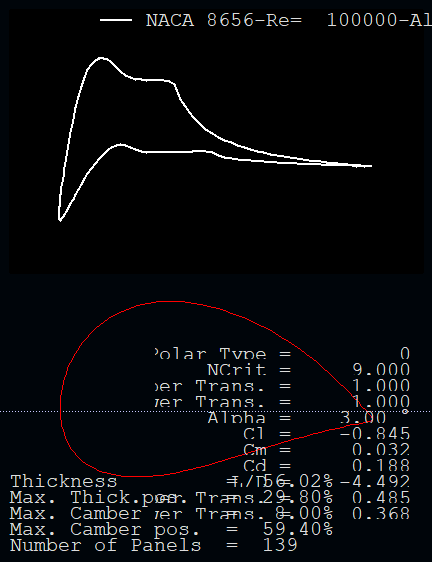 NACA 8656-Re=  100000-Al
Polar Type =  0
NCrit =  9.000
per Trans. =  1.000
per Trans. =  1.000
Alpha =  3.00 °
Cl =  -0.845
Cm =  0.032
Cd =  0.188
Thickness = 56.02% L/D = -4.492
Max. Thick.pos. = 29.80% per Trans. = 0.485
Max. Camber = 8.00% per Trans. = 0.368
Max. Camber pos.  =  59.40%
Number of Panels  =  139